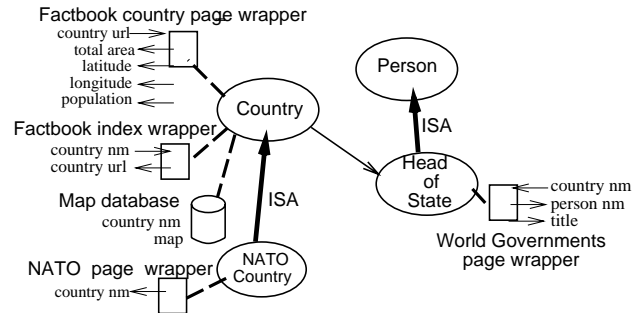 Factbook country page wrapper
country url
total area
latitude
longitude
population
Country
Person
ISA
Factbook index wrapper
country nm
country url
Head
of
State
Map database
country nm
map
ISA
country nm
person nm
title
World Governments
page wrapper
NATO page wrapper
country nm
NATO
Country